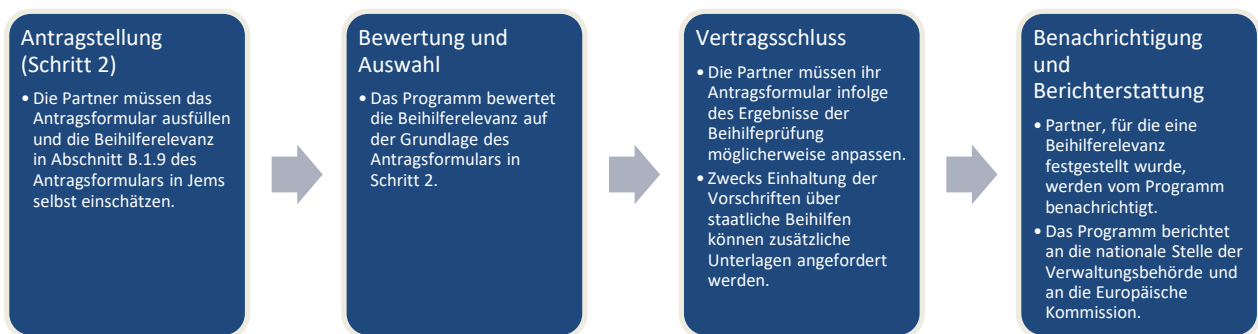 Antragstellung
(Schritt 2)
• Die Partner müssen das
Antragsformular ausfüllen
und die Beihilferelevanz
in Abschnitt B.1.9 des
Antragsformulars in Jems
selbst einschätzen.
Bewertung und
Auswahl
• Das Programm bewertet
die Beihilferelevanz auf
der Grundlage des
Antragsformulars in
Schritt 2.
Vertragsschluss
• Die Partner müssen ihr
Antragsformular infolge
des Ergebnisse der
Beihilfeprüfung
möglicherweise anpassen.
• Zwecks Einhaltung der
Vorschriften über
staatliche Beihilfen
können zusätzliche
Unterlagen angefordert
werden.
Benachrichtigung
und
Berichterstattung
• Partner, für die eine
Beihilferelevanz
festgestellt wurde,
werden vom Programm
benachrichtigt.
• Das Programm berichtet
an die nationale Stelle der
Verwaltungsbehörde und
an die Europäische
Kommission.